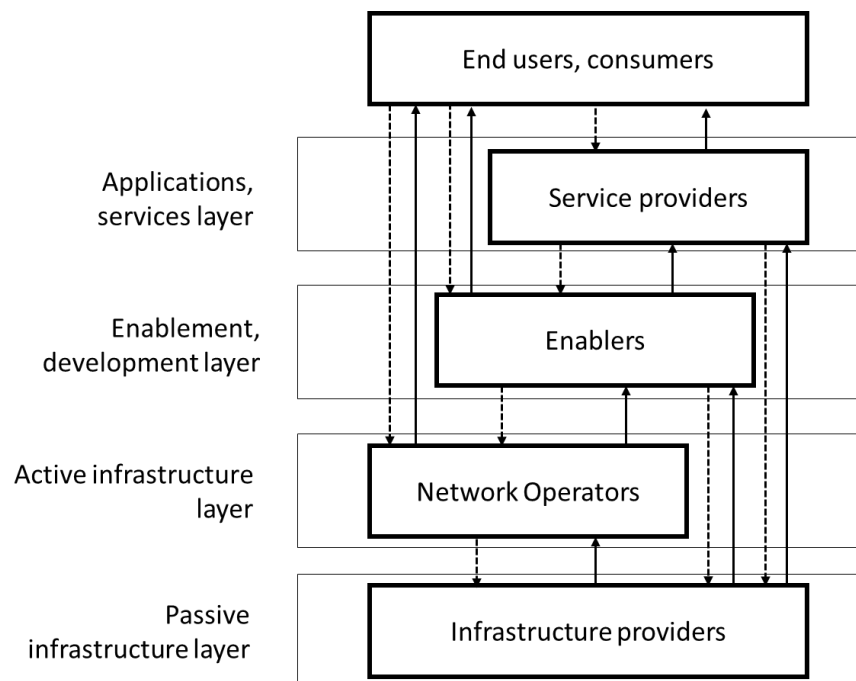 End users, consumers
Applications,
services layer
Service providers
Enablement,
development layer
Enablers
Active infrastructure
layer
Network Operators
Passive
infrastructure layer
Infrastructure providers